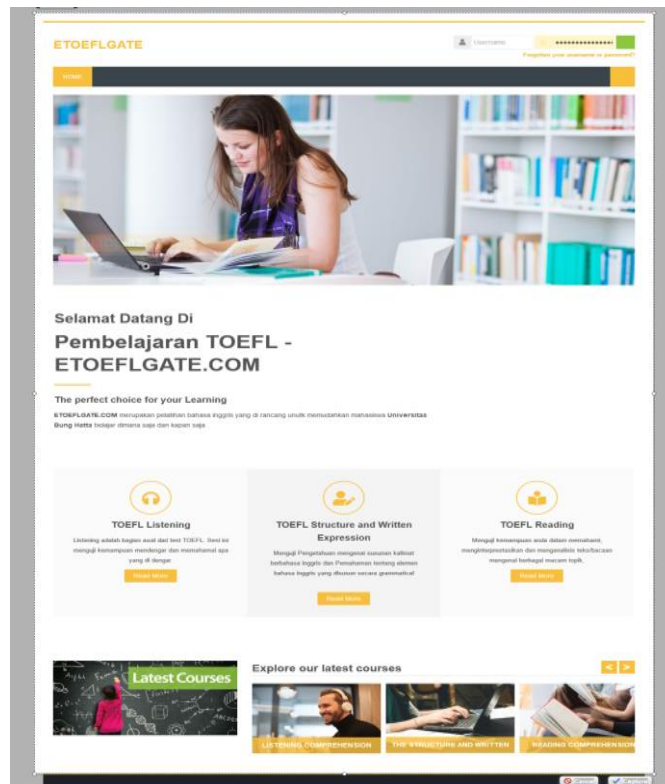 ETOEFLGATE
Username
Forgotten your username or password?
HOME
Selamat Datang Di
Pembelajaran TOEFL -
ETOEFLGATE.COM
The perfect choice for your Learning
ETOEFLGATE.COM merupakan pelatihan bahasa inggris yang di rancang untuk memudahkan mahasiswa Universitas
Bung Hatta belajar dimana saja dan kapan saja
TOEFL Listening
Listening adalah bagian awal dari test TOEFL. Sesi ini
menguji kemampuan mendengar dan memahamai apa
yang di dengar.
Read More
TOEFL Structure and Written
Expression
Menguji Pengetahuan mengenai susunan kalimat
berbahasa Inggris dan Pemahaman tentang elemen
bahasa Inggris yang disusun secara grammatical
Read More
TOEFL Reading
Menguji kemampuan anda dalam memahami,
menginterpretasikan dan menganalisis teks/bacaan
mengenai berbagai macam topik.
Read More
Latest Courses
Explore our latest courses
< >
LISTENING COMPREHENSION
THE STRUCTURE AND WRITTEN
READING COMPREHENSION